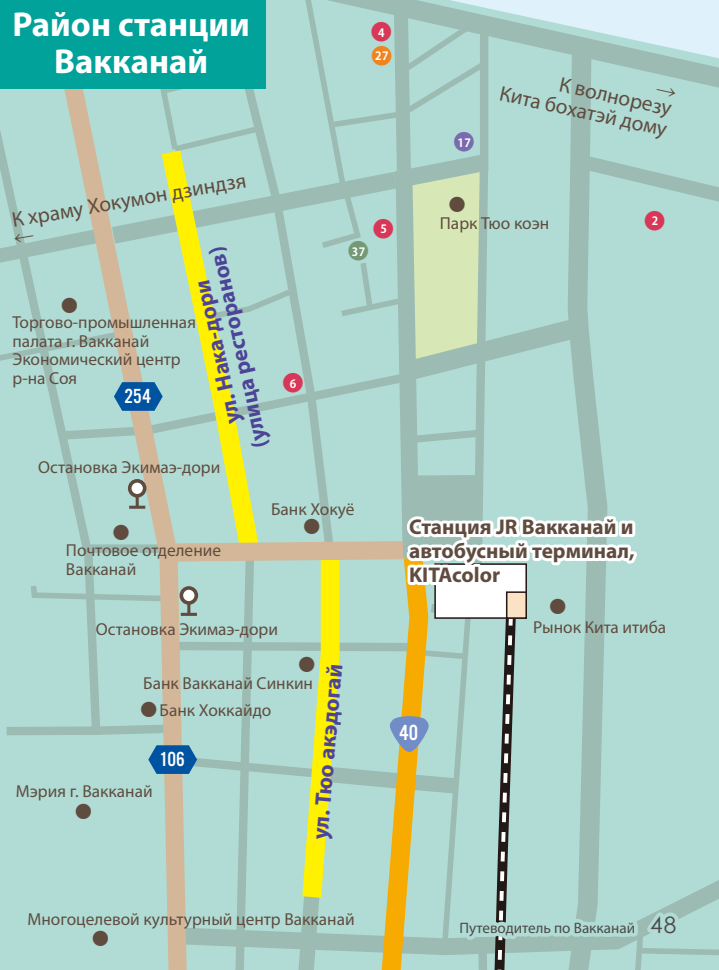 Район станции
Вакканай
4
27
К волнорезу
Кита бохатэй дому
→
17
К храму Хокумон дзиндзя
←
5
37
Парк Тюо коэн
2
ул. Нака-дори
(улица ресторанов)
Торгово-промышленная
палата г. Вакканай
Экономический центр
р-на Соя
254
6
Остановка Экимаэ-дори
Банк Хокуё
Почтовое отделение
Вакканай
Станция JR Вакканай и
автобусный терминал,
KITAcolor
Остановка Экимаэ-дори
Рынок Кита итиба
Банк Вакканай Синкин
Банк Хоккайдо
ул. Тюо акэдогай
40
106
Мэрия г. Вакканай
Многоцелевой культурный центр Вакканай
Путеводитель по Вакканай 48